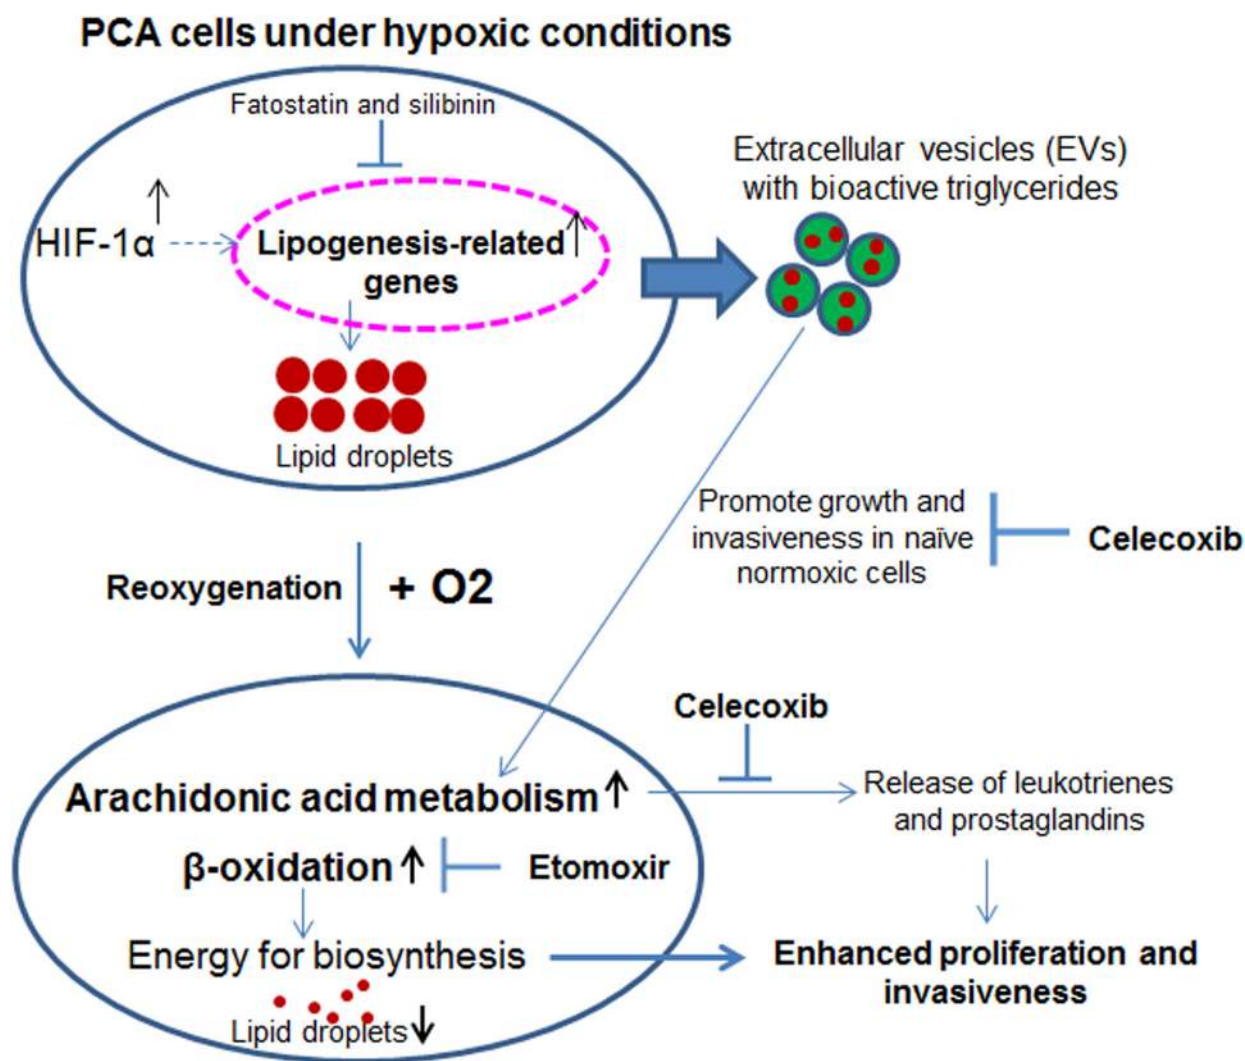 PCA cells under hypoxic conditions
Fatostatin and silibinin
HIF-1α
Lipogenesis-related
genes
Lipid droplets
Extracellular vesicles (EVs)
with bioactive triglycerides
Promote growth and
invasiveness in naïve
normoxic cells
Celecoxib
Reoxygenation + O2
Celecoxib
Arachidonic acid metabolism
Release of leukotrienes
and prostaglandins
β-oxidation
Etomoxir
Energy for biosynthesis
Enhanced proliferation and
invasiveness
Lipid droplets